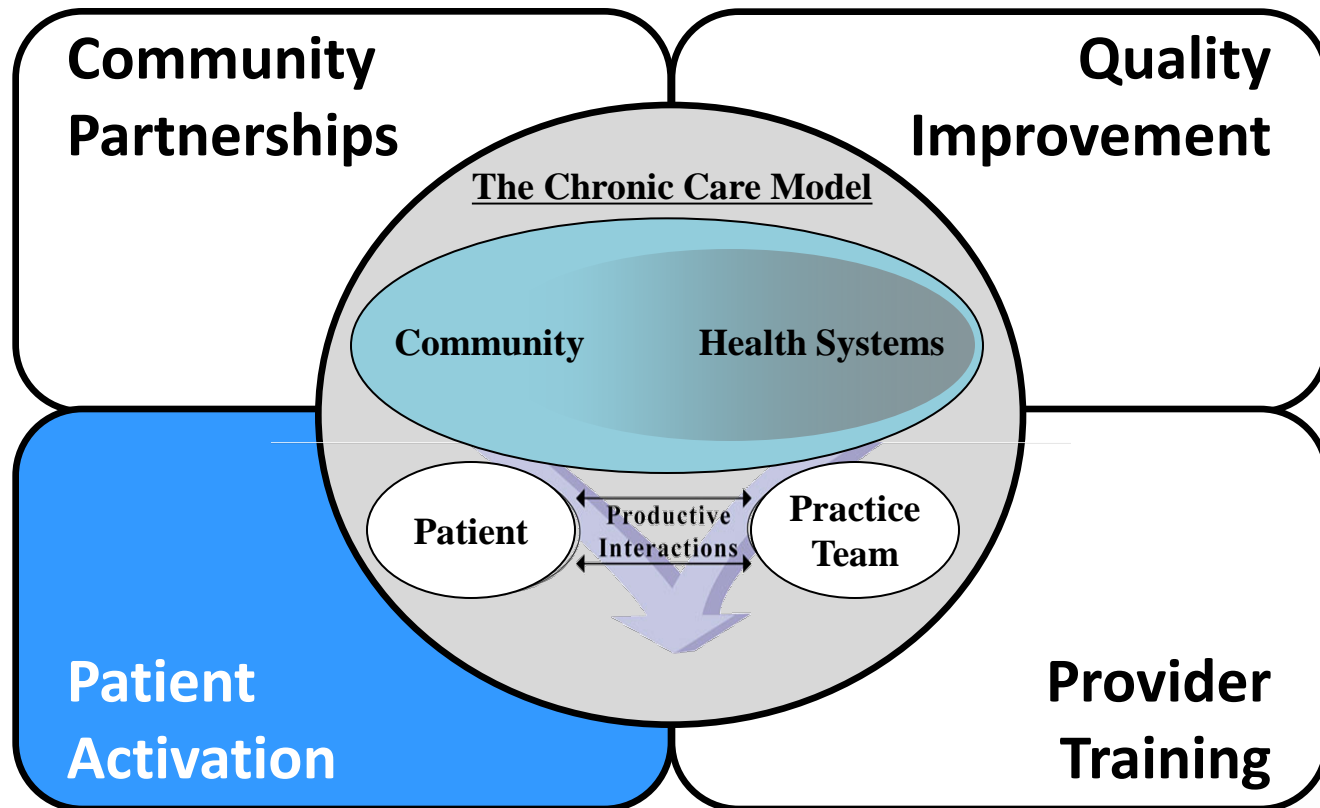 Community
Partnerships
Quality
Improvement
The Chronic Care Model
Community
Health Systems
Patient
Productive
Interactions
Practice
Team
Patient
Activation
Provider
Training